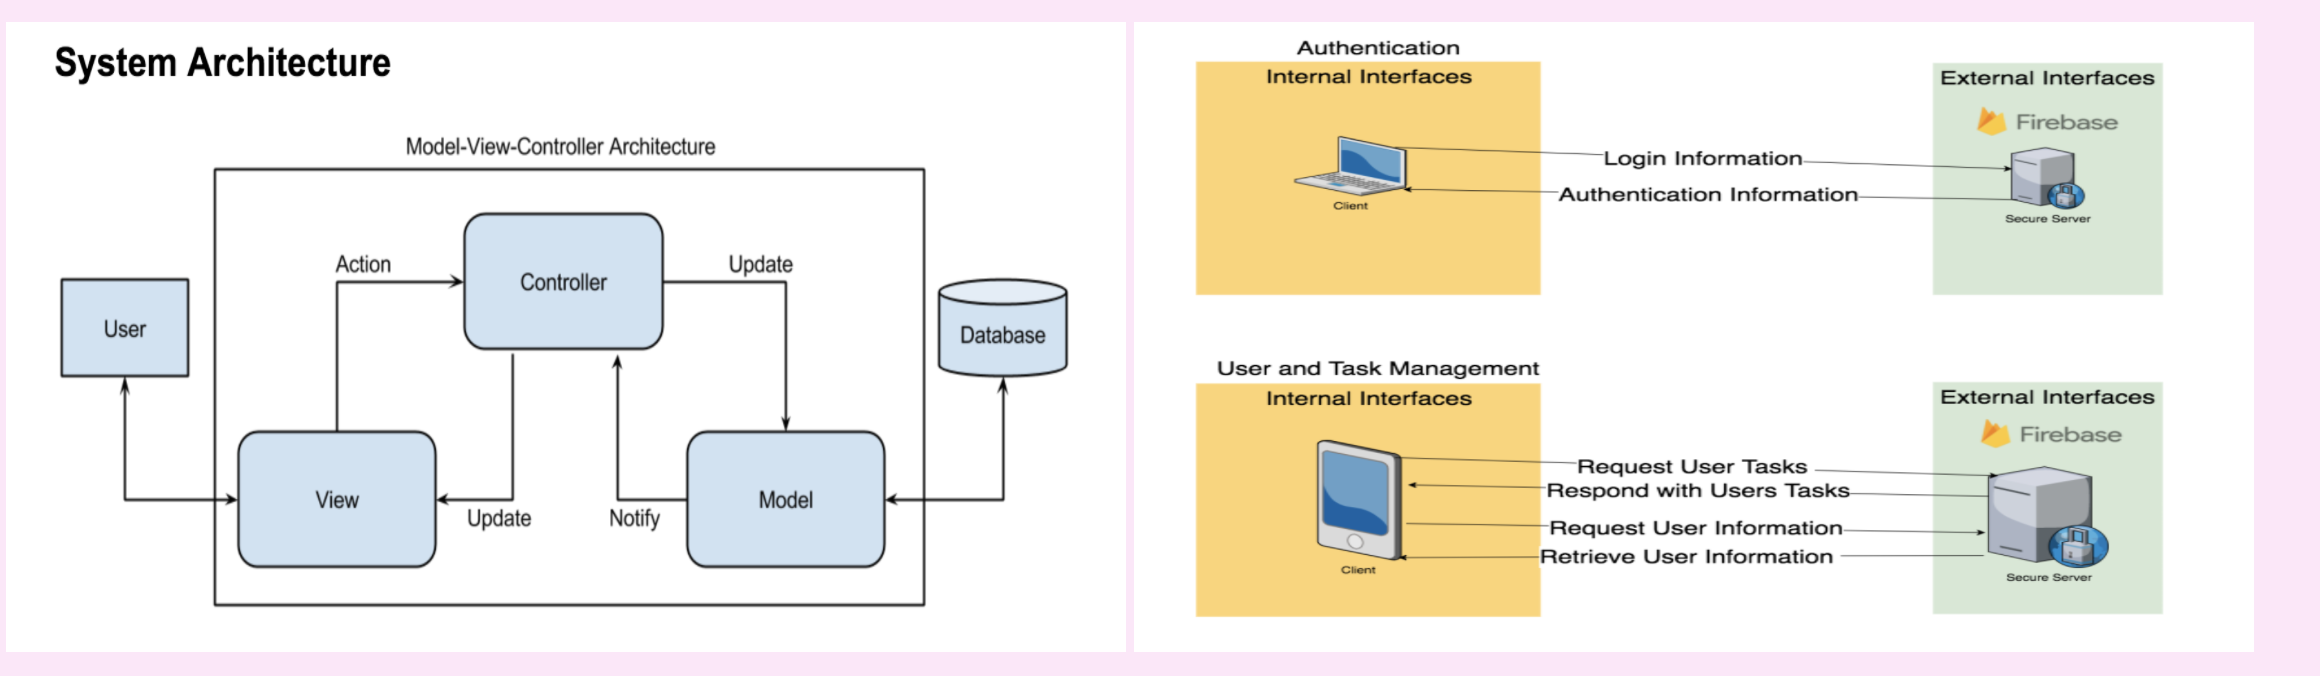 System Architecture
Model-View-Controller Architecture
Action
Controller
Update
User
Database
View
Update
Notify
Model
Authentication
Internal Interfaces
External Interfaces
Firebase
Login Information
Authentication Information
Client
Secure Server
User and Task Management
Internal Interfaces
External Interfaces
Firebase
Request User Tasks
Respond with Users Tasks
Request User Information
Retrieve User Information
Client
Secure Server